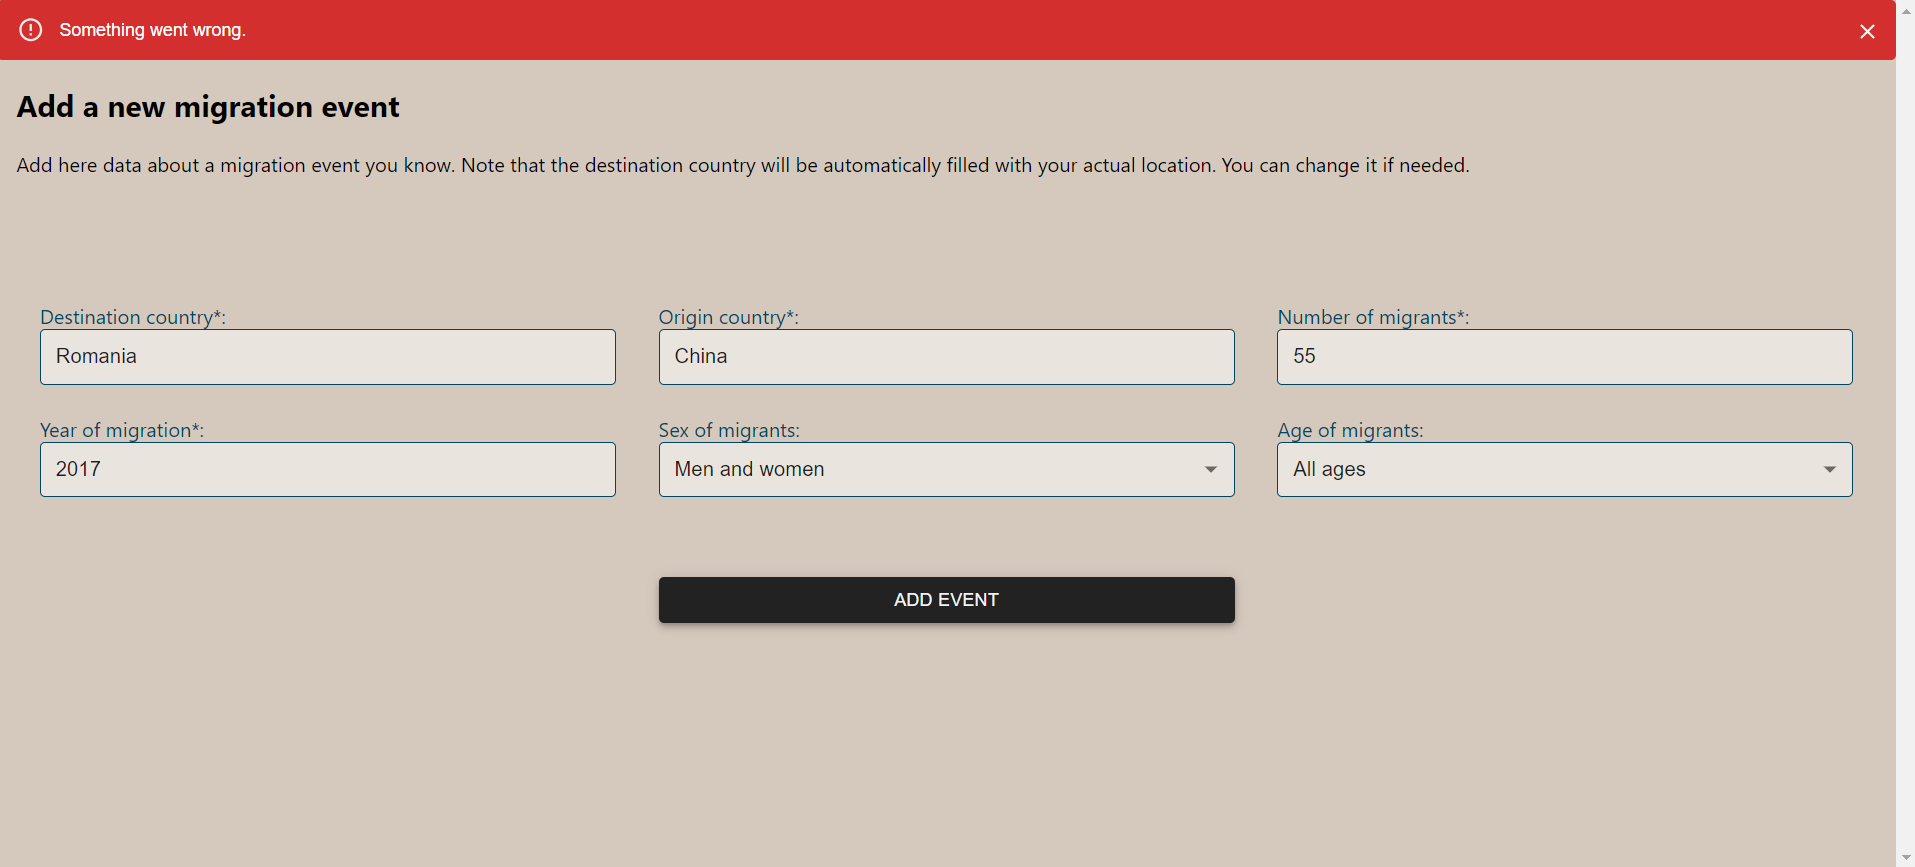 Something went wrong.
Add a new migration event
Add here data about a migration event you know. Note that the destination country will be automatically filled with your actual location. You can change it if needed.
Destination country*:
Origin country*:
Number of migrants*:
Romania
China
55
Year of migration*:
Sex of migrants:
Age of migrants:
2017
Men and women
All ages
ADD EVENT